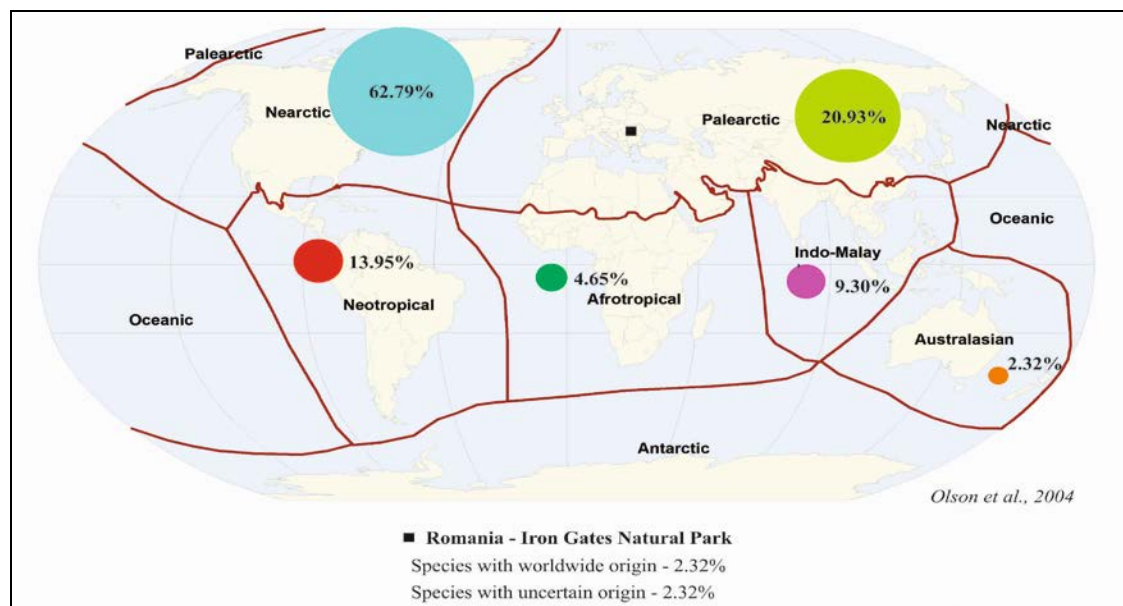 Palearctic
Nearctic
62.79%
Palearctic
20.93%
Nearctic
Oceanic
13.95%
Neotropical
4.65%
Afrotropical
Indo-Malay
9.30%
Oceanic
Australasian
2.32%
Antarctic
Olson et al., 2004
Romania - Iron Gates Natural Park
Species with worldwide origin - 2.32%
Species with uncertain origin - 2.32%